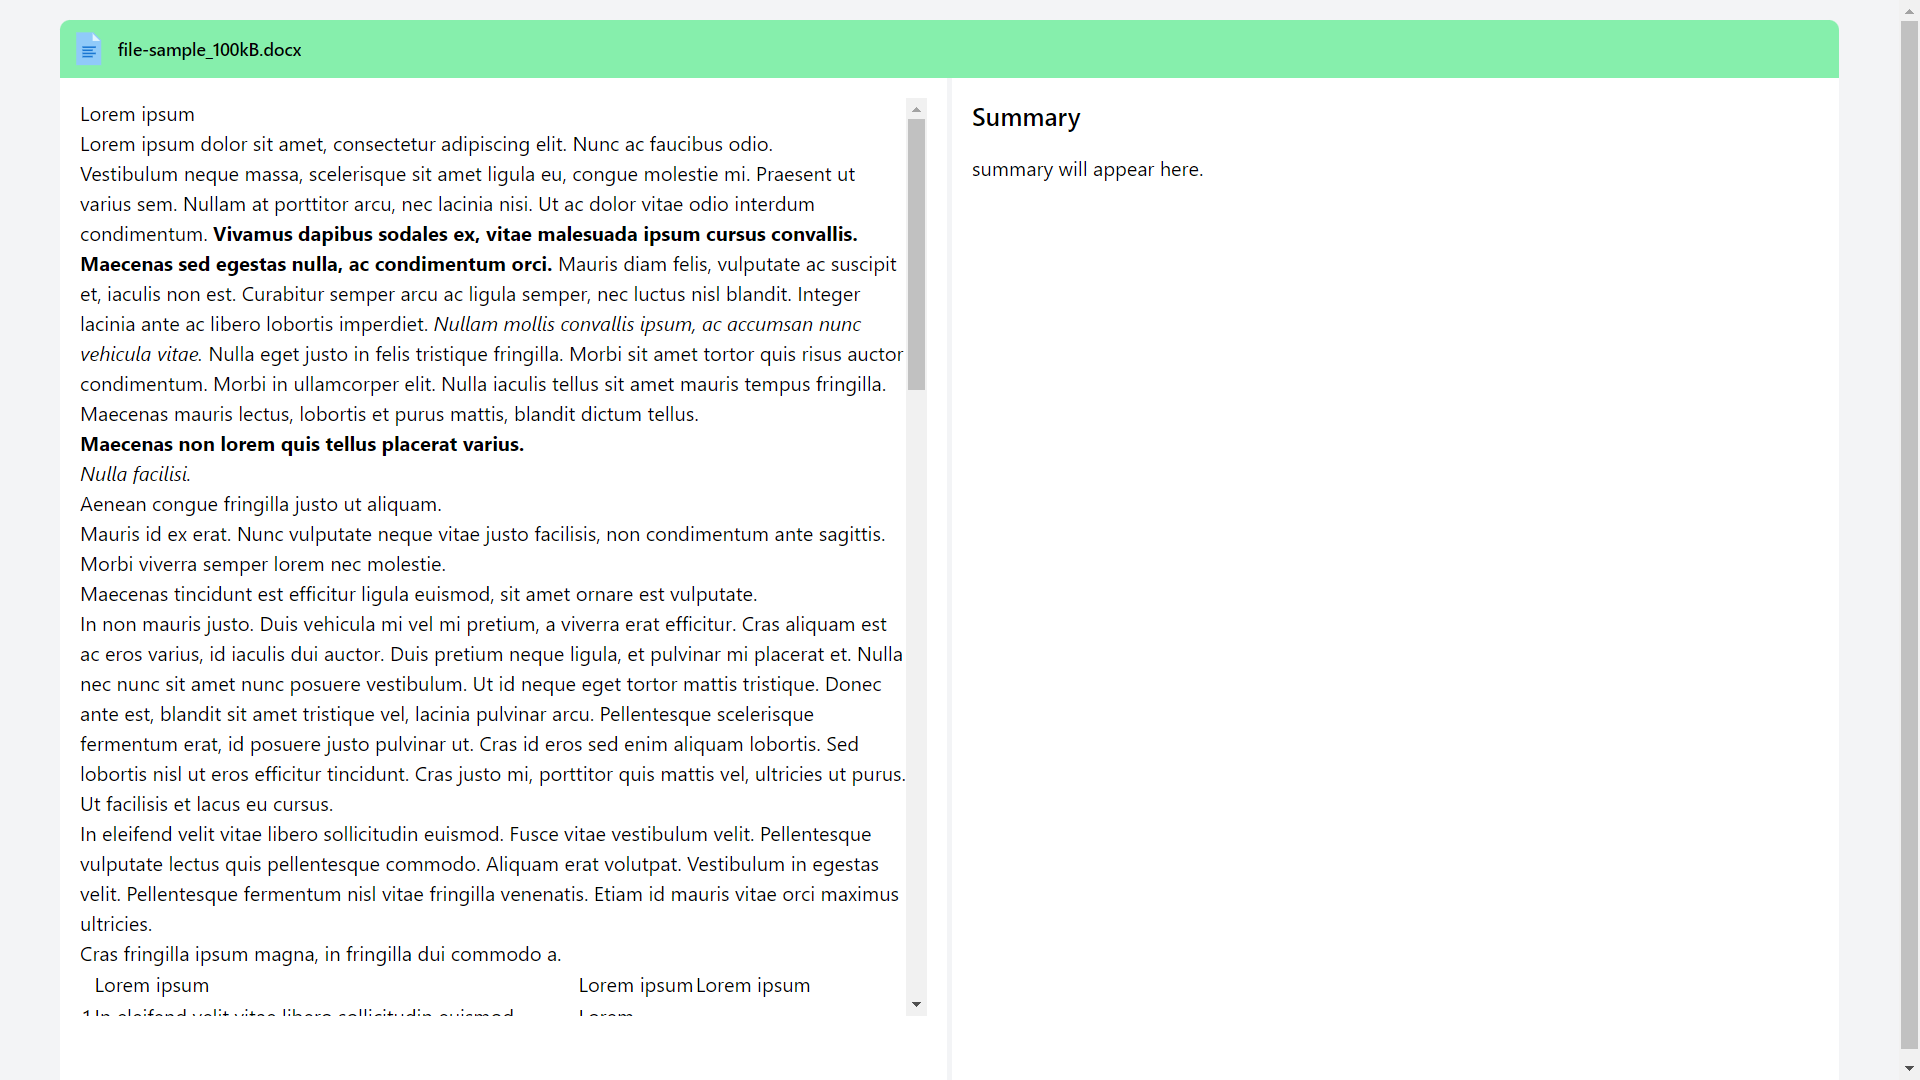 file-sample_100kB.docx
Lorem ipsum
Lorem ipsum dolor sit amet, consectetur adipiscing elit. Nunc ac faucibus odio.
Vestibulum neque massa, scelerisque sit amet ligula eu, congue molestie mi. Praesent ut
varius sem. Nullam at porttitor arcu, nec lacinia nisi. Ut ac dolor vitae odio interdum
condimentum. Vivamus dapibus sodales ex, vitae malesuada ipsum cursus convallis.
Maecenas sed egestas nulla, ac condimentum orci. Mauris diam felis, vulputate ac suscipit
et, iaculis non est. Curabitur semper arcu ac ligula semper, nec luctus nisl blandit. Integer
lacinia ante ac libero lobortis imperdiet. Nullam mollis convallis ipsum, ac accumsan nunc
vehicula vitae. Nulla eget justo in felis tristique fringilla. Morbi sit amet tortor quis risus auctor
condimentum. Morbi in ullamcorper elit. Nulla iaculis tellus sit amet mauris tempus fringilla.
Maecenas mauris lectus, lobortis et purus mattis, blandit dictum tellus.
Maecenas non lorem quis tellus placerat varius.
Nulla facilisi.
Aenean congue fringilla justo ut aliquam.
Mauris id ex erat. Nunc vulputate neque vitae justo facilisis, non condimentum ante sagittis.
Morbi viverra semper lorem nec molestie.
Maecenas tincidunt est efficitur ligula euismod, sit amet ornare est vulputate.
In non mauris justo. Duis vehicula mi vel mi pretium, a viverra erat efficitur. Cras aliquam est
ac eros varius, id iaculis dui auctor. Duis pretium neque ligula, et pulvinar mi placerat et. Nulla
nec nunc sit amet nunc posuere vestibulum. Ut id neque eget tortor mattis tristique. Donec
ante est, blandit sit amet tristique vel, lacinia pulvinar arcu. Pellentesque scelerisque
fermentum erat, id posuere justo pulvinar ut. Cras id eros sed enim aliquam lobortis. Sed
lobortis nisl ut eros efficitur tincidunt. Cras justo mi, porttitor quis mattis vel, ultricies ut purus.
Ut facilisis et lacus eu cursus.
In eleifend velit vitae libero sollicitudin euismod. Fusce vitae vestibulum velit. Pellentesque
vulputate lectus quis pellentesque commodo. Aliquam erat volutpat. Vestibulum in egestas
velit. Pellentesque fermentum nisl vitae fringilla venenatis. Etiam id mauris vitae orci maximus
ultricies.
Cras fringilla ipsum magna, in fringilla dui commodo a.
Lorem ipsum Lorem ipsum Lorem ipsum
1 In eleifend velit vitae libero sollicitudin euismod. Lorem
Summary
summary will appear here.